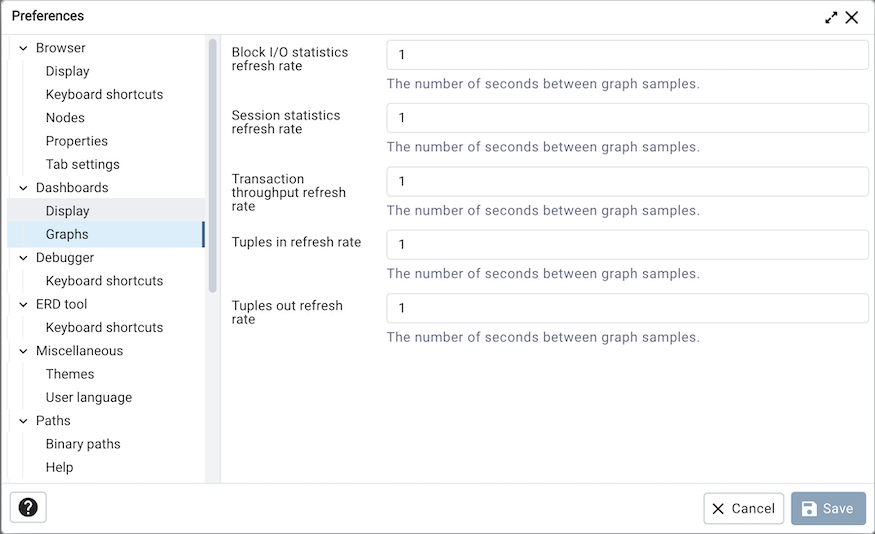 Preferences
Browser
Display
Keyboard shortcuts
Nodes
Properties
Tab settings
Dashboards
Display
Graphs
Debugger
Keyboard shortcuts
ERD tool
Keyboard shortcuts
Miscellaneous
Themes
User language
Paths
Binary paths
Help
Block I/O statistics
refresh rate
1
The number of seconds between graph samples.
Session statistics
refresh rate
1
The number of seconds between graph samples.
Transaction
throughput refresh
rate
1
The number of seconds between graph samples.
Tuples in refresh rate
1
The number of seconds between graph samples.
Tuples out refresh
rate
1
The number of seconds between graph samples.
?
Cancel
Save